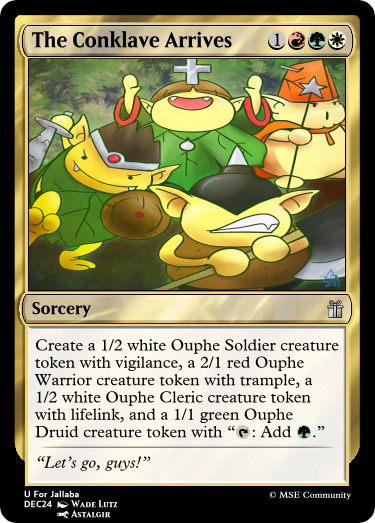 The Conklave Arrives 1
Sorcery
Create a 1/2 white Ouphe Soldier creature
token with vigilance, a 2/1 red Ouphe
Warrior creature token with trample, a
1/2 white Ouphe Cleric creature token
with lifelink, and a 1/1 green Ouphe
Druid creature token with “: Add .”
“Let's go, guys!”
U For Jallaba
DEC24 Wade Lutz © MSE Community
Astalgir